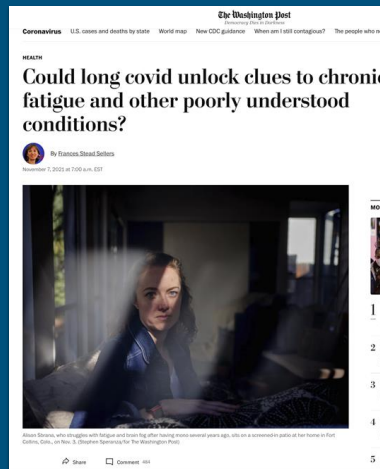 The Washington Post
Democracy Dies in Darkness
Coronavirus U.S. cases and deaths by state World map New CDC guidance When am I still contagious? The people who
HEALTH
Could long covid unlock clues to chronic
fatigue and other poorly understood
conditions?
By Frances Stead Sellers
November 7, 2021 at 7:00 a.m. EST
MO
1
2
3
4
5
who struggles with fatigue and brain fog after having mono several years ago, sits on a screened-in patio at her home in Fort
Collins, Colo., on Nov. 3. (Stephen Speranza/for The Washington Post)
Share Comment